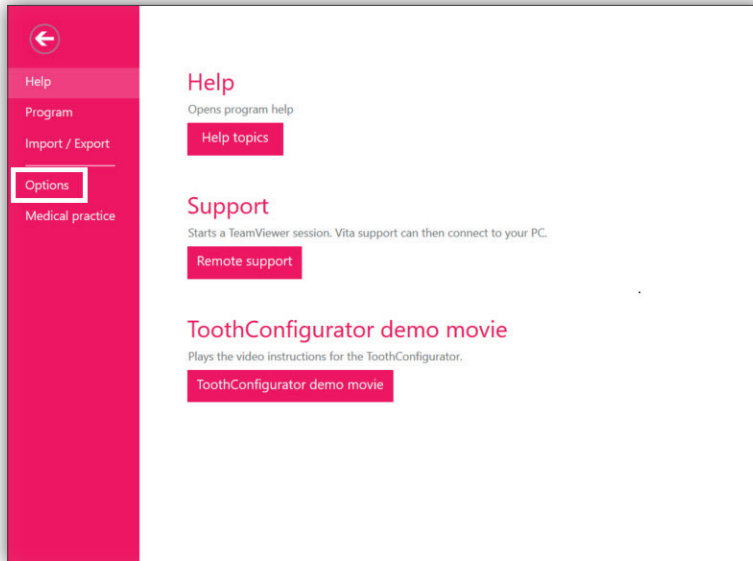 Help
Program
Import / Export
Options
Medical practice
Help
Opens program help
Help topics
Support
Starts a TeamViewer session. Vita support can then connect to your PC.
Remote support
ToothConfigurator demo movie
Plays the video instructions for the ToothConfigurator.
ToothConfigurator demo movie